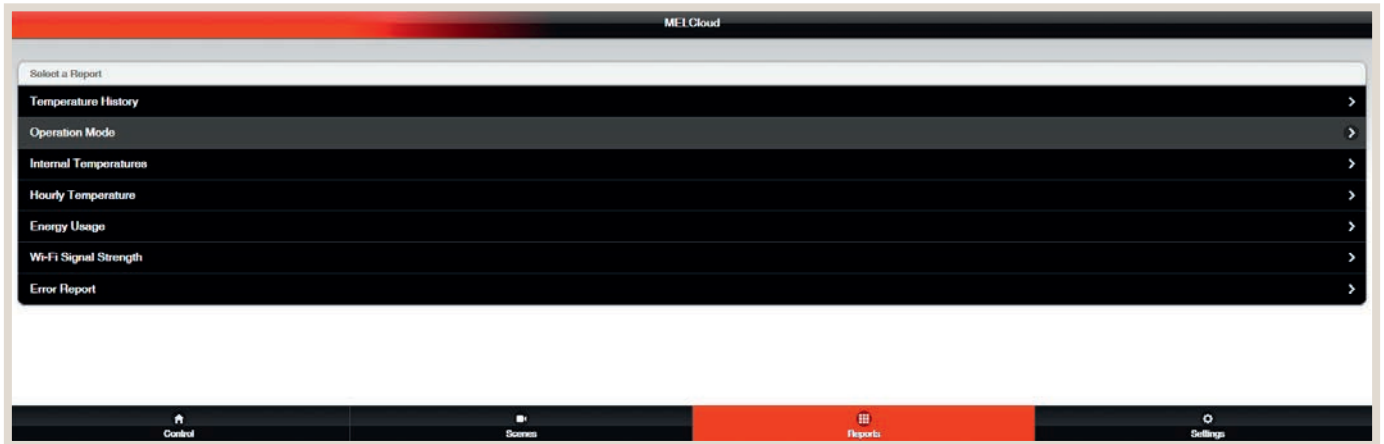 MELCloud
Select a Report
Temperature History
Operation Mode
Internal Temperatures
Hourly Temperature
Energy Usage
Wi-Fi Signal Strength
Error Report
Control
Scenes
Reports
Settings